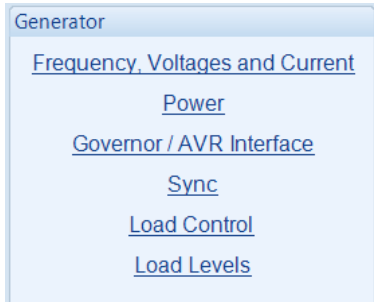 Generator
Frequency, Voltages and Current
Power
Governor / AVR Interface
Sync
Load Control
Load Levels